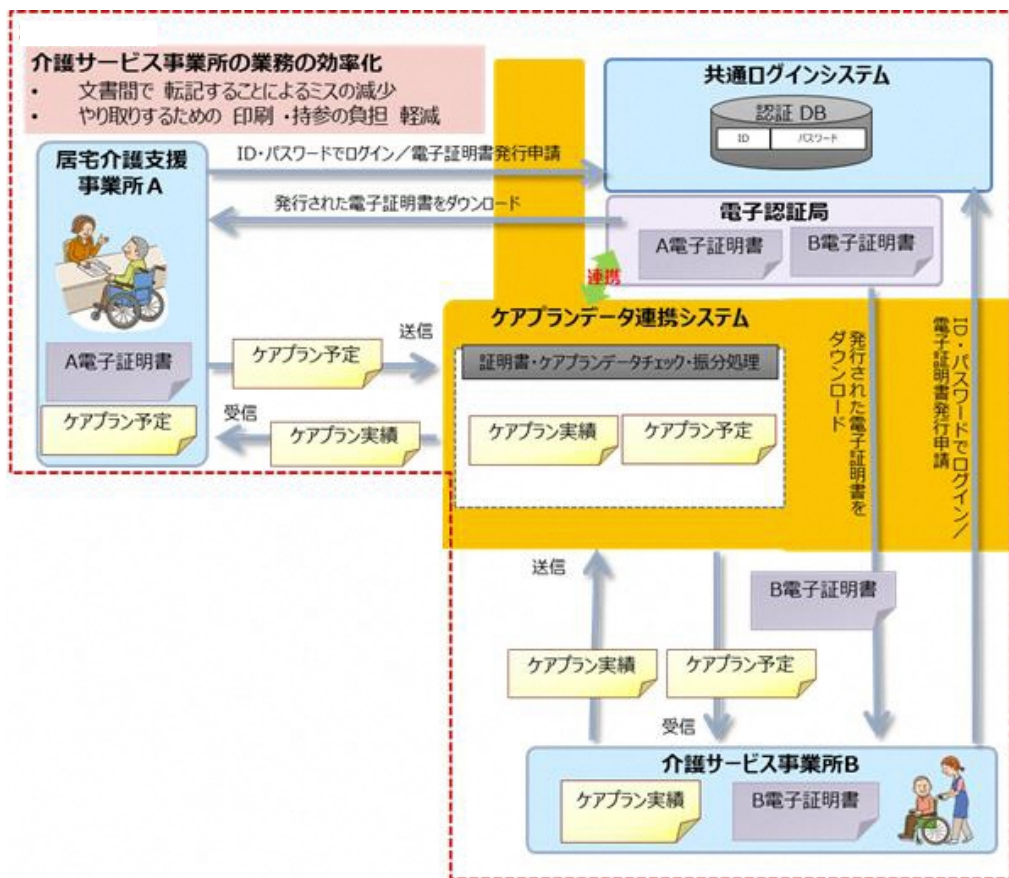 介護サービス事業所の業務の効率化
• 文書間で 転記することによるミスの減少
• やり取りするための 印刷・持参の負担 軽減
共通ログインシステム
認証 DB
ID
パスワード
居宅介護支援
事業所A
ID・パスワードでログイン/電子証明書発行申請
発行された電子証明書をダウンロード
電子認証局
A電子証明書
B電子証明書
連携
ケアプランデータ連携システム
証明書・ケアプランデータチェック・振分処理
ケアプラン実績
ケアプラン予定
A電子証明書
ケアプラン予定
ケアプラン予定
送信
受信
ケアプラン実績
発行された電子証明書を
ダウンロード
ID・パスワードでログイン/
電子証明書発行申請
送信
B電子証明書
ケアプラン実績
ケアプラン予定
受信
介護サービス事業所B
ケアプラン実績
B電子証明書